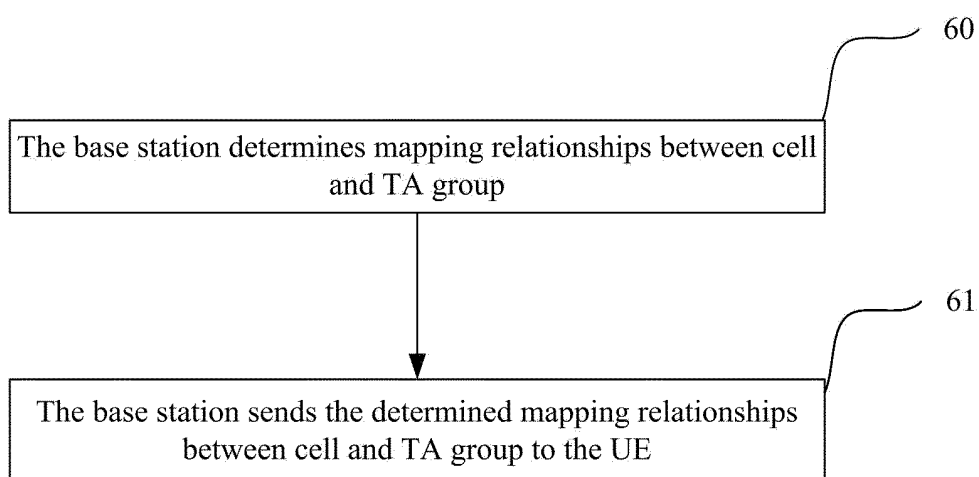 60
The base station determines mapping relationships between cell
and TA group
61
The base station sends the determined mapping relationships
between cell and TA group to the UE